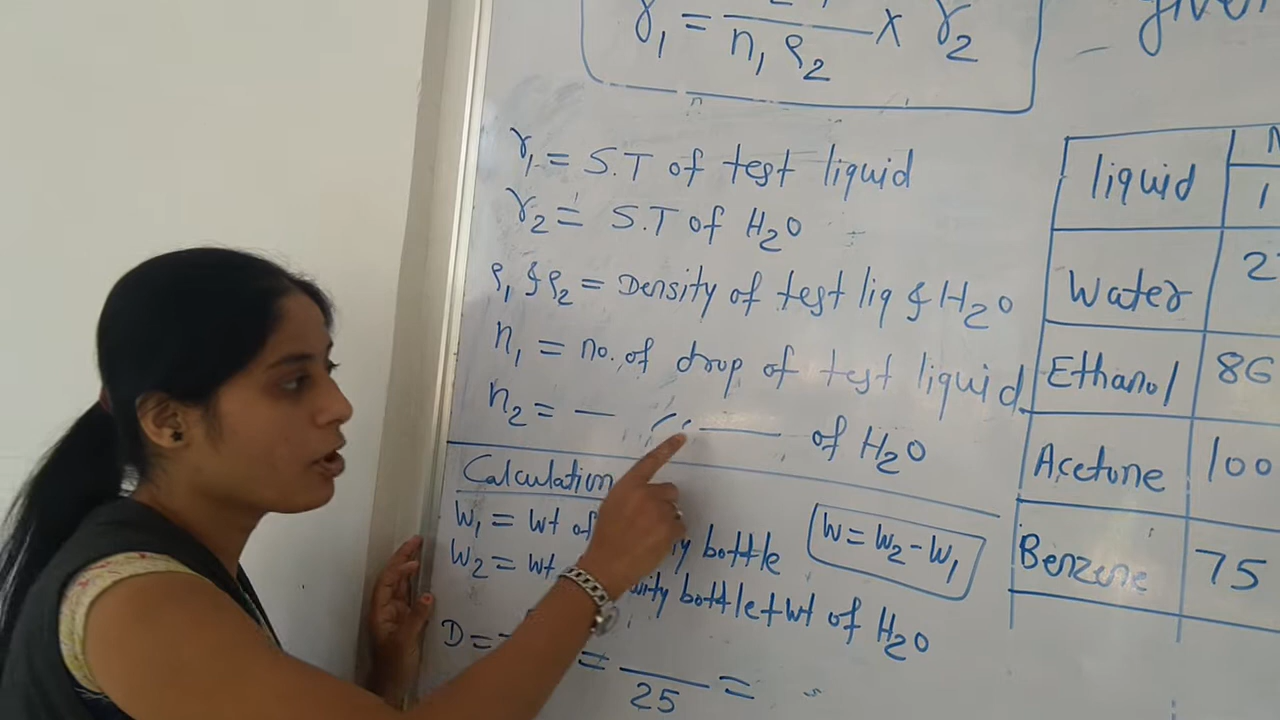 γ₁ = ——— × γ₂
n₁ ρ₂
γ₁ = S.T of test liquid
γ₂ = S.T of H₂O
ρ₁ & ρ₂ = Density of test liq & H₂O
n₁ = no. of drop of test liquid
n₂ = —〃 —— of H₂O
Calculation
W₁ = wt of bottle
W = W₂ - W₁
W₂ = wt bottle + wt of H₂O
D =
= ——— =
25
liquid
1
Water
2
Ethanol 86
Acetone 100
Benzene 75